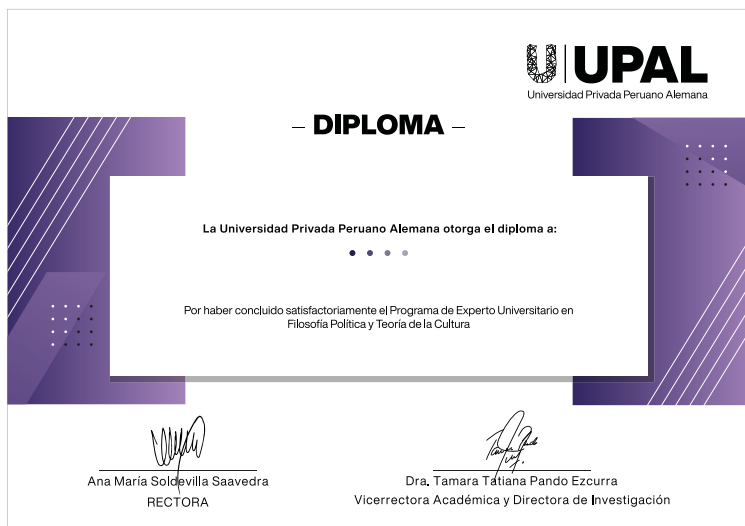 UPAL
Universidad Privada Peruano Alemana
– DIPLOMA –
La Universidad Privada Peruano Alemana otorga el diploma a:
Por haber concluido satisfactoriamente el Programa de Experto Universitario en
Filosofía Política y Teoría de la Cultura
Ana María Soldevilla Saavedra
RECTORA
Dra. Tamara Tatiana Pando Ezcurra
Vicerrectora Académica y Directora de Investigación